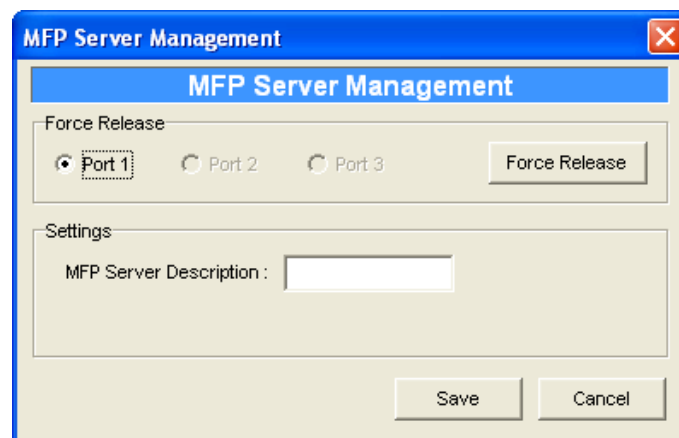 MFP Server Management
MFP Server Management
Force Release
Port 1 Port 2 Port 3 Force Release
Settings
MFP Server Description :
Save Cancel